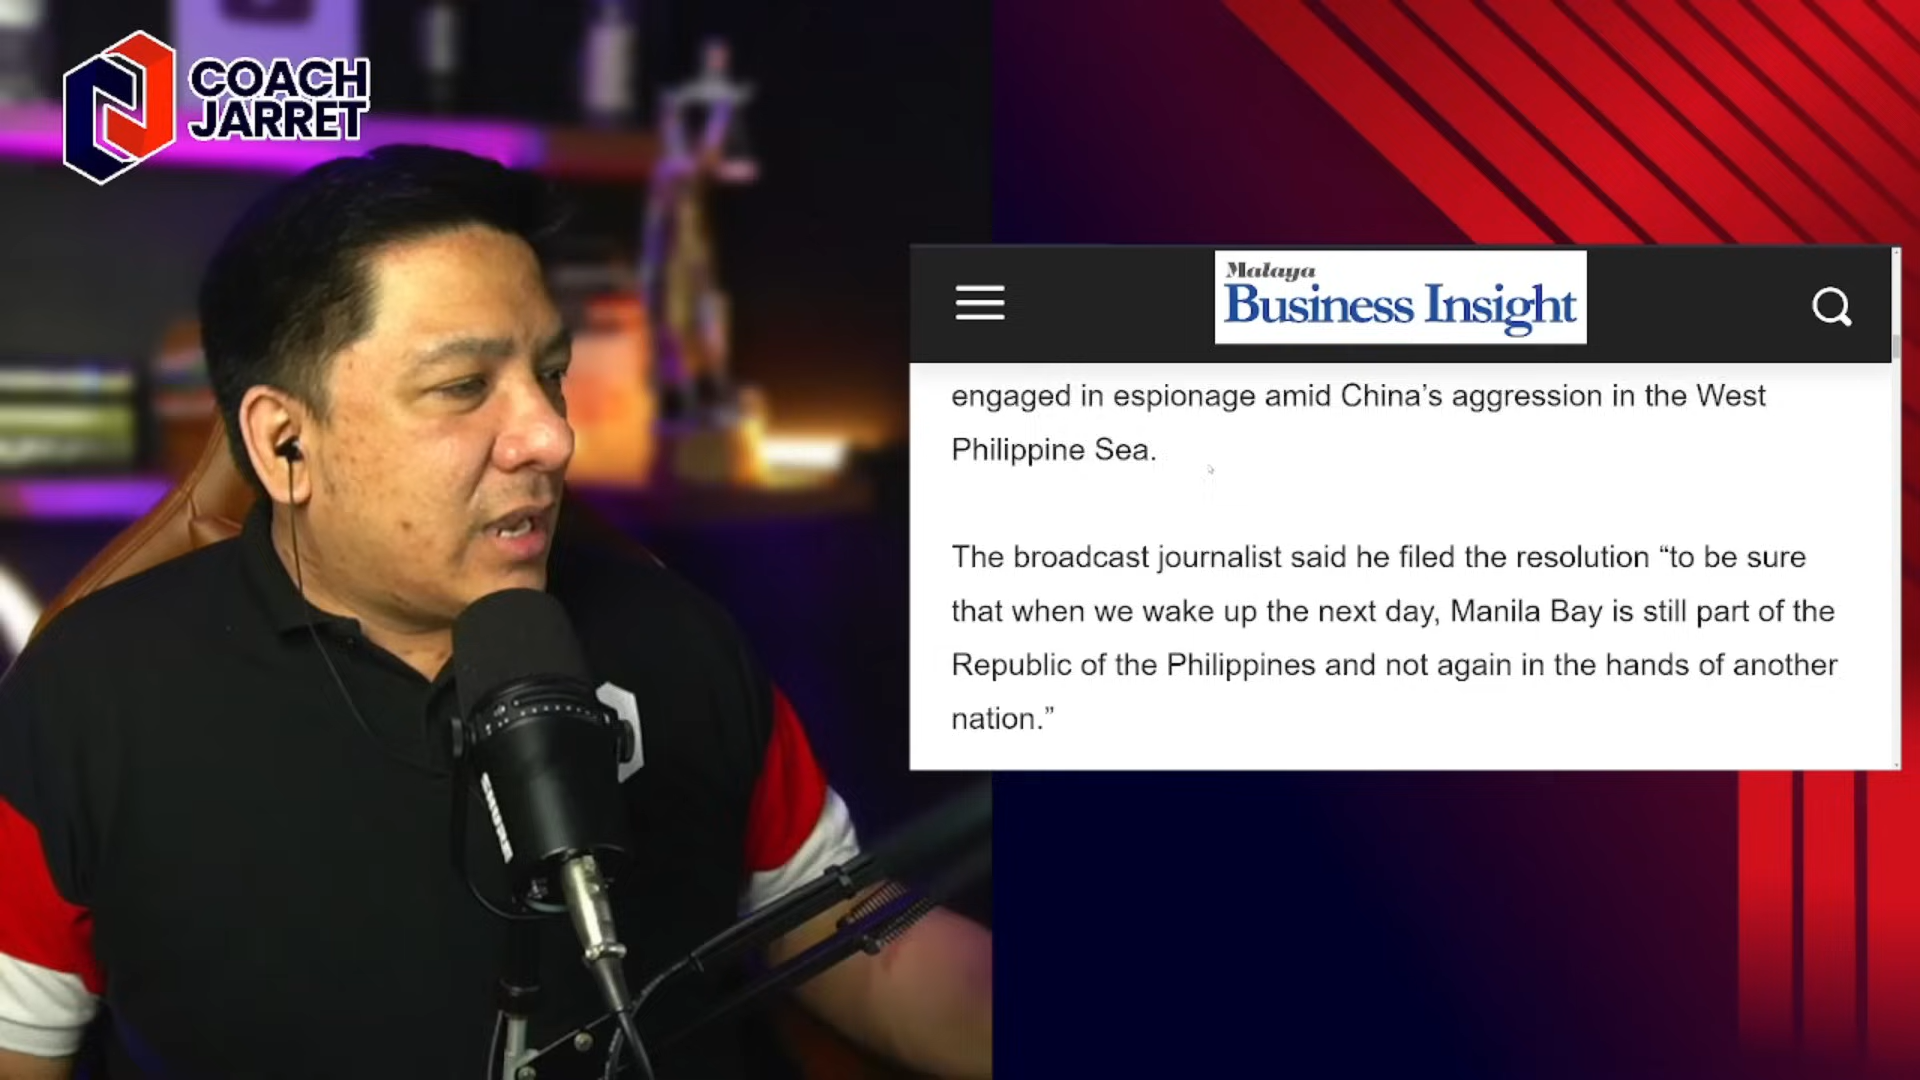 COACH
JARRET
Malaya
Business Insight
engaged in espionage amid China’s aggression in the West
Philippine Sea.
The broadcast journalist said he filed the resolution “to be sure
that when we wake up the next day, Manila Bay is still part of the
Republic of the Philippines and not again in the hands of another
nation.”
SHURE